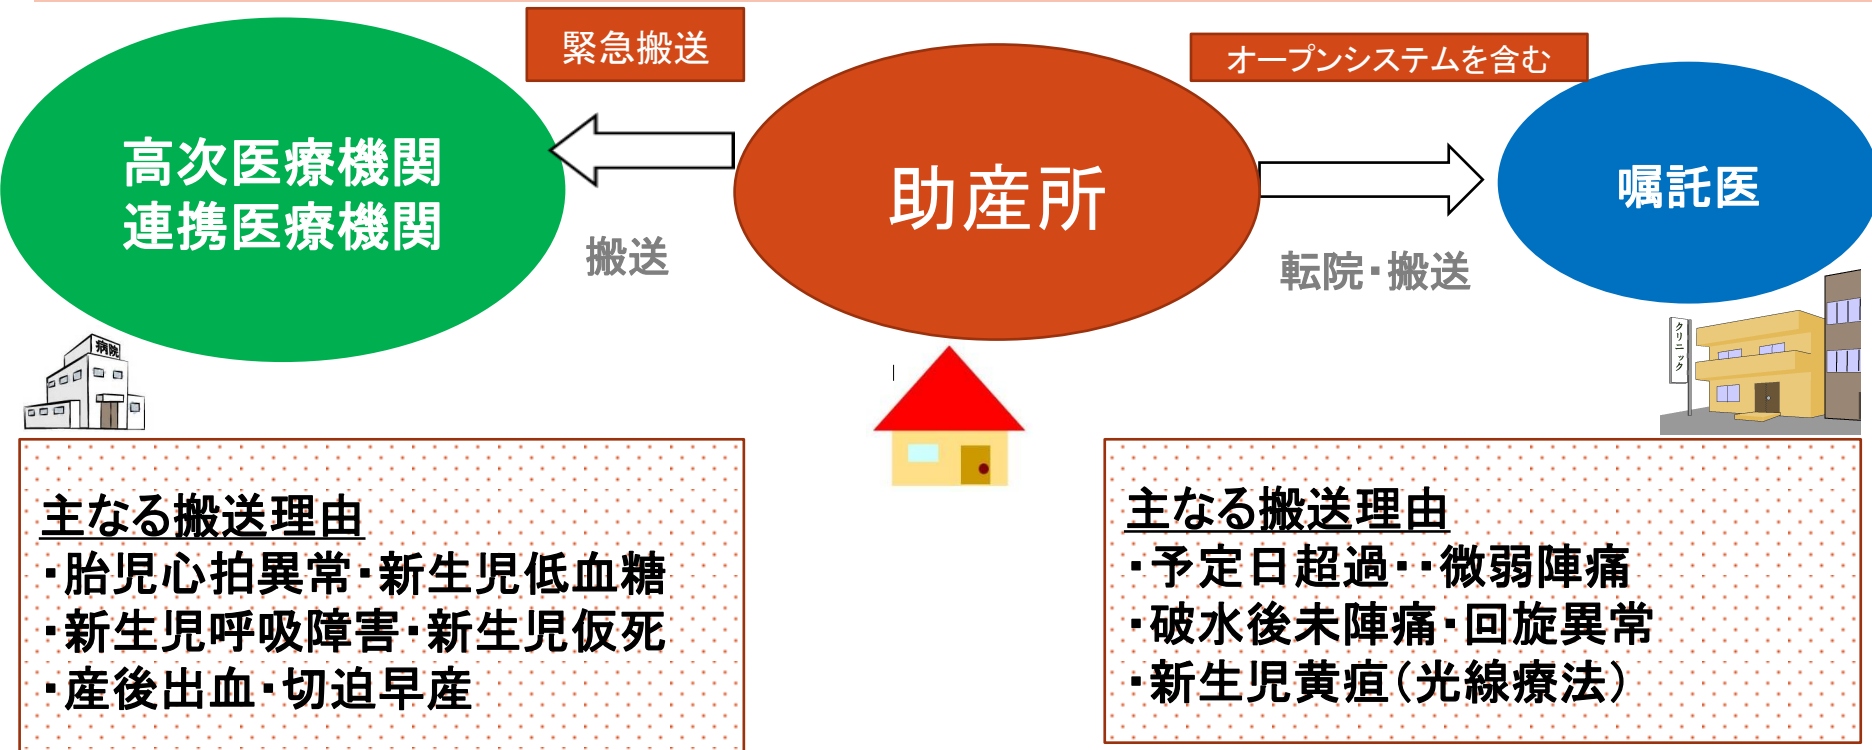 緊急搬送
オープンシステムを含む
高次医療機関
連携医療機関
助産所
嘱託医
搬送
転院・搬送
病院
クリニック
主なる搬送理由
・胎児心拍異常・新生児低血糖
・新生児呼吸障害・新生児仮死
・産後出血・切迫早産
主なる搬送理由
・予定日超過・・微弱陣痛
・破水後未陣痛・回旋異常
・新生児黄疸（光線療法）